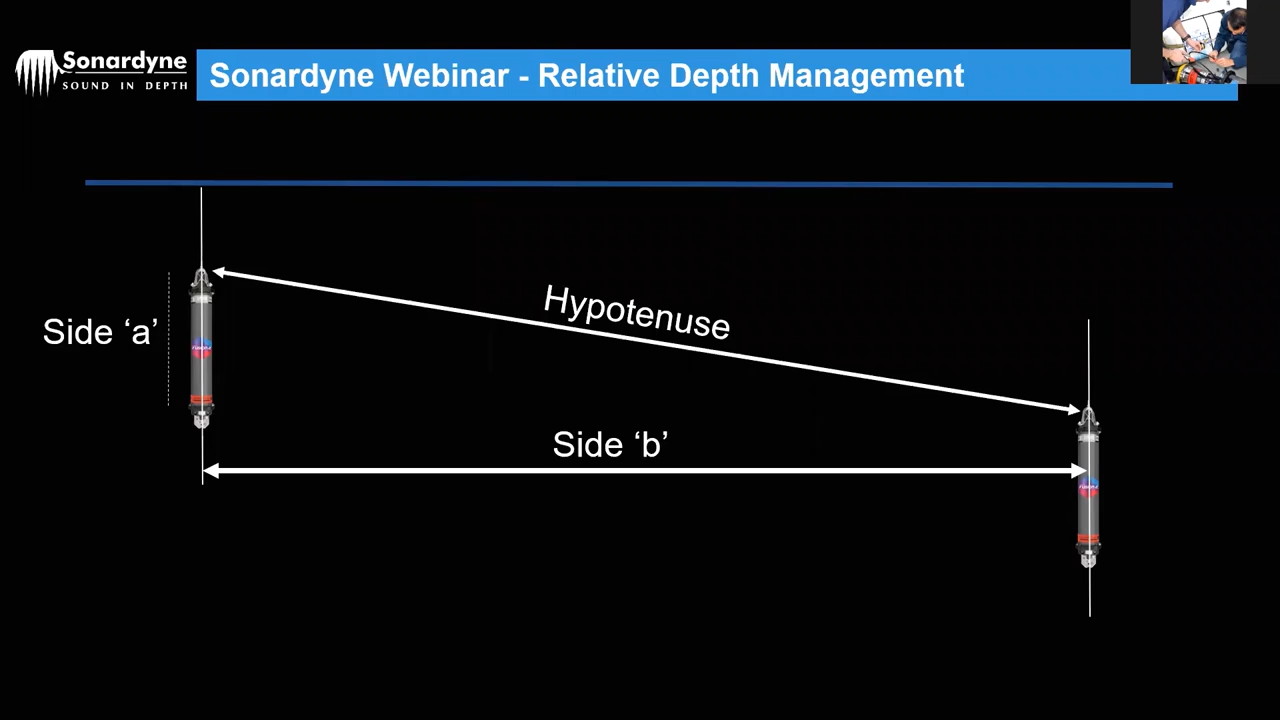 Sonardyne
SOUND IN DEPTH
Sonardyne Webinar - Relative Depth Management
Hypotenuse
Side ‘a’
Side ‘b’